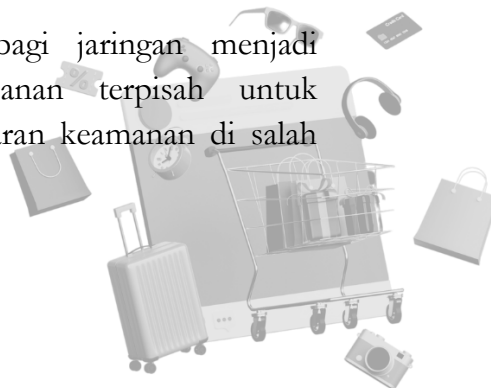 bagi jaringan menjadi
anan terpisah untuk
ran keamanan di salah